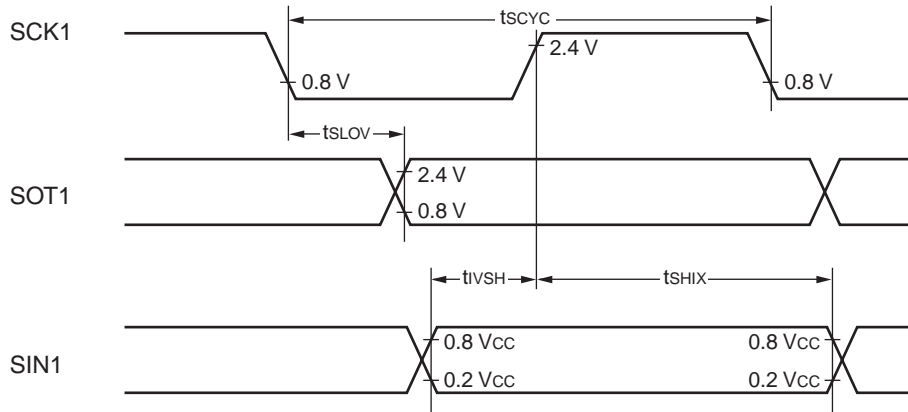 tSCYC
SCK1
2.4 V
0.8 V
0.8 V
tSLOV
2.4 V
SOT1
0.8 V
tIVSH
tSHIX
0.8 VCC
0.8 VCC
SIN1
0.2 VCC
0.2 VCC